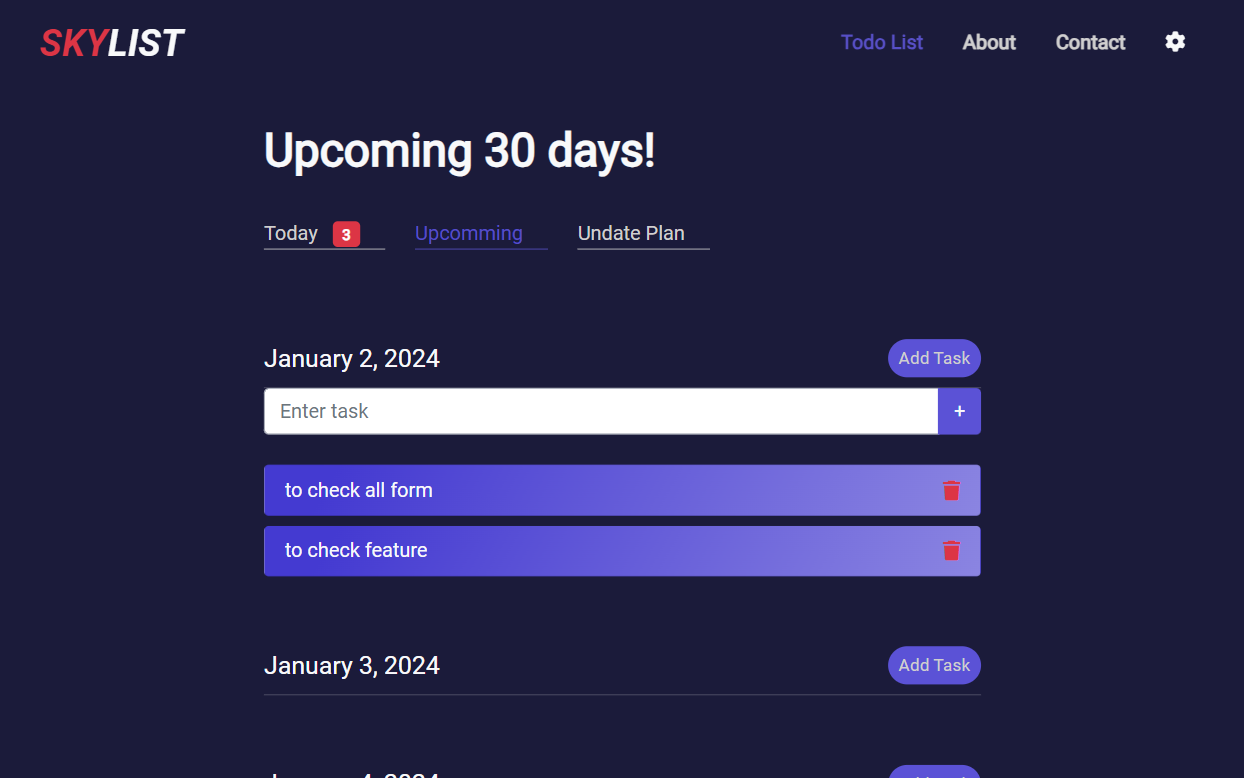 SKYLIST
Todo List About Contact
Upcoming 30 days!
Today 3 Upcomming Undate Plan
January 2, 2024 Add Task
Enter task +
to check all form
to check feature
January 3, 2024 Add Task